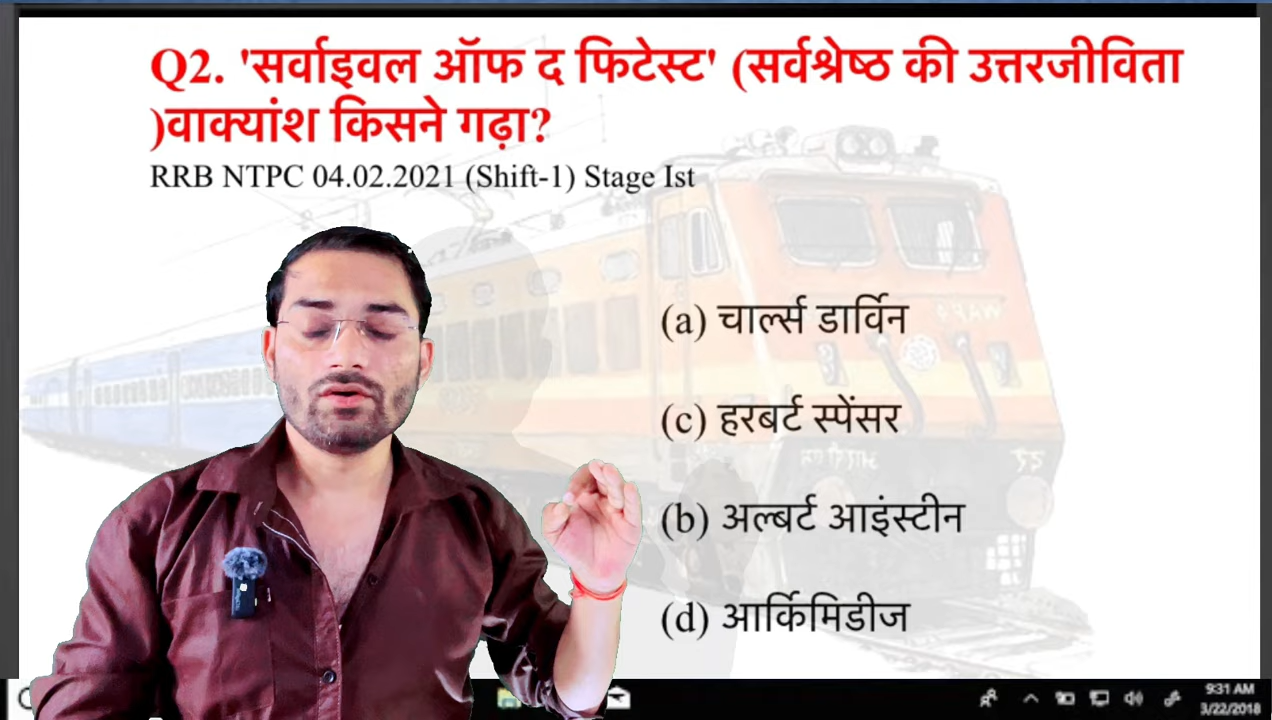 Q2. 'सर्वाइवल ऑफ द फिटेस्ट' (सर्वश्रेष्ठ की उत्तरजीविता
)वाक्यांश किसने गढ़ा?
RRB NTPC 04.02.2021 (Shift-1) Stage Ist
(a) चार्ल्स डार्विन
(c) हरबर्ट स्पेंसर
(b) अल्बर्ट आइंस्टीन
(d) आर्किमिडीज
9:31 AM
3/22/2018